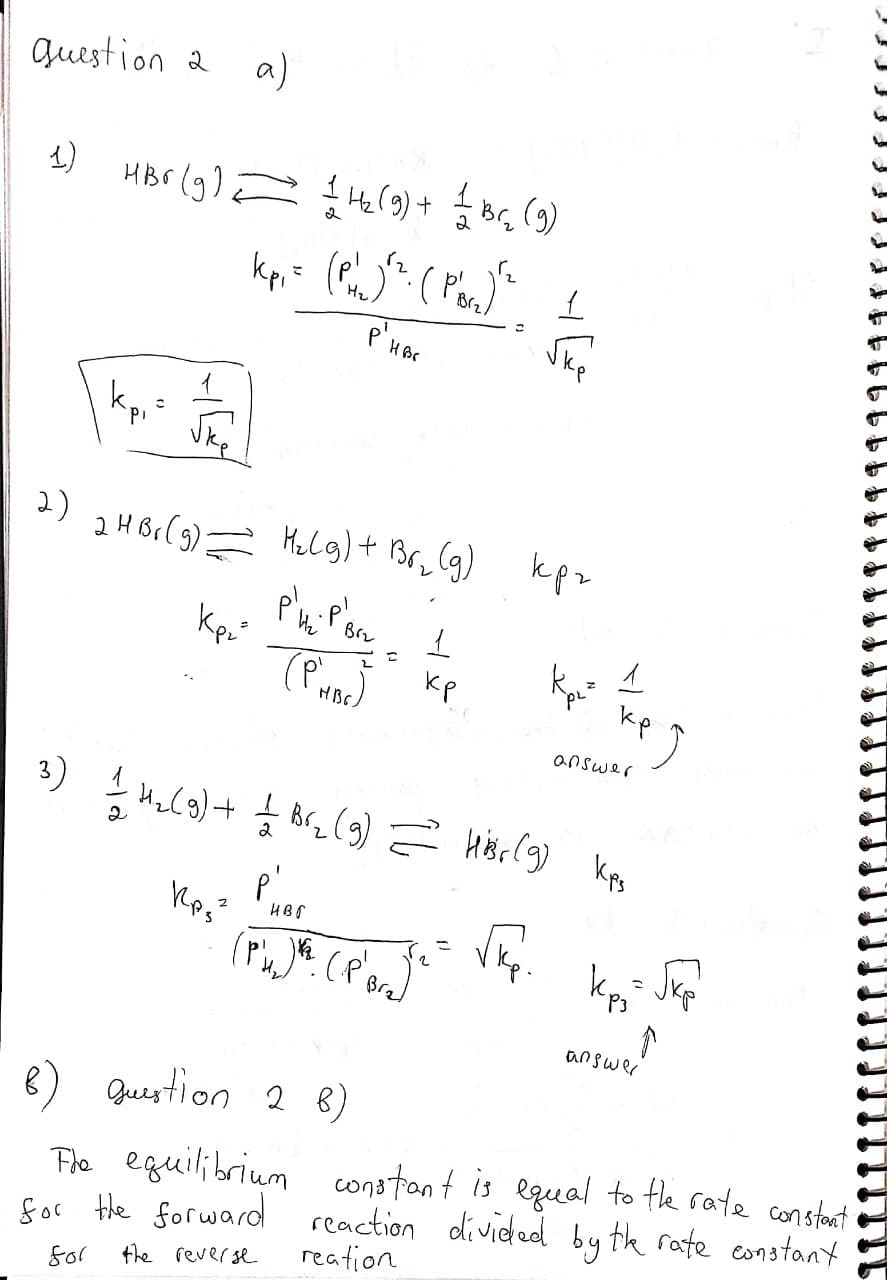 Question 2 a)
1) HBr(g) ⇌ 1/2 H₂(g) + 1/2 Br₂(g)
kp₁ = (P'H₂)^1/2 · (P'Br₂)^1/2 / P'HBr = 1/√kp
kp₁ = 1/√kp
2) 2HBr(g) ⇌ H₂(g) + Br₂(g) kp₂
kp₂ = P'H₂ · P'Br₂ / (P'HBr)² = 1/kp kp₂ = 1/kp
answer
3) 1/2 H₂(g) + 1/2 Br₂(g) ⇌ HBr(g) kp₃
kp₃ = P'HBr / (P'H₂)^1/2 · (P'Br₂)^1/2 = √kp. kp₃ = √kp
answer
b) Question 2 b)
The equilibrium constant is equal to the rate constant
for the forward reaction divided by the rate constant
for the reverse reation